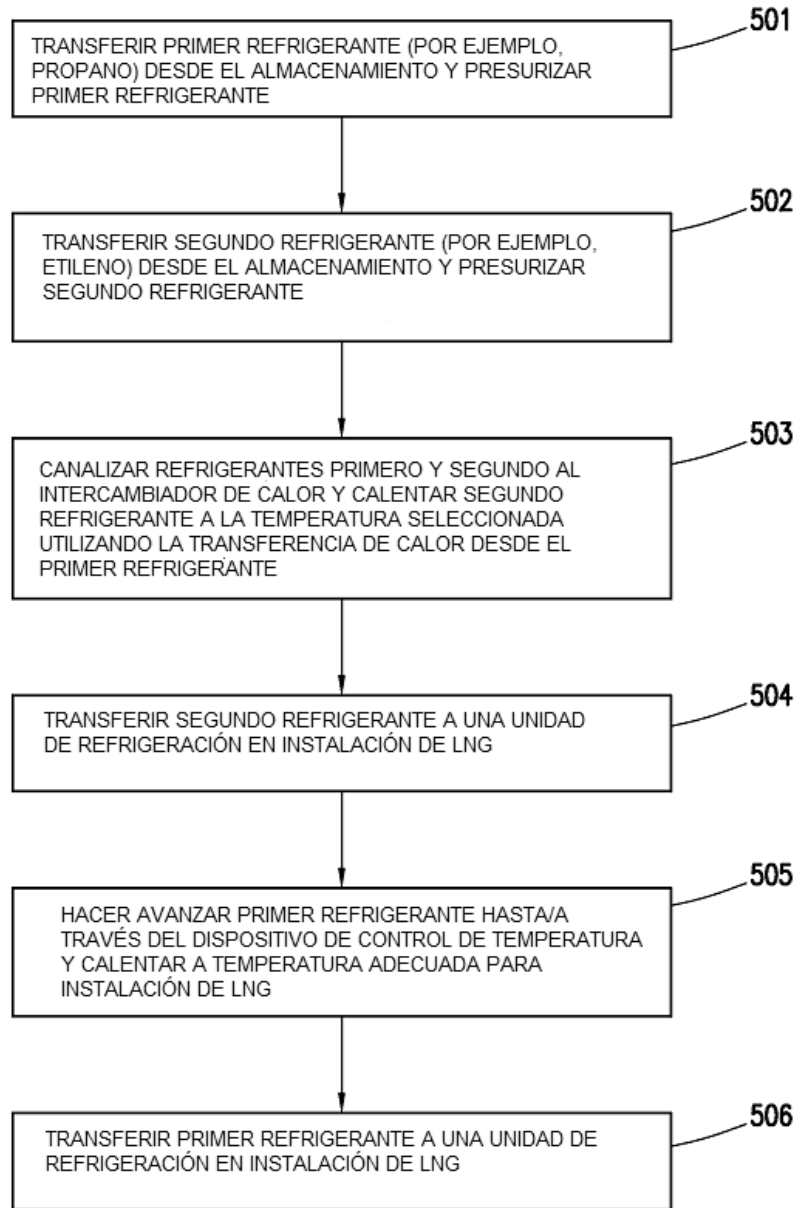 501
TRANSFERIR PRIMER REFRIGERANTE (POR EJEMPLO,
PROPANO) DESDE EL ALMACENAMIENTO Y PRESURIZAR
PRIMER REFRIGERANTE
502
TRANSFERIR SEGUNDO REFRIGERANTE (POR EJEMPLO,
ETILENO) DESDE EL ALMACENAMIENTO Y PRESURIZAR
SEGUNDO REFRIGERANTE
503
CANALIZAR REFRIGERANTES PRIMERO Y SEGUNDO AL
INTERCAMBIADOR DE CALOR Y CALENTAR SEGUNDO
REFRIGERANTE A LA TEMPERATURA SELECCIONADA
UTILIZANDO LA TRANSFERENCIA DE CALOR DESDE EL
PRIMER REFRIGERANTE
504
TRANSFERIR SEGUNDO REFRIGERANTE A UNA UNIDAD
DE REFRIGERACIÓN EN INSTALACIÓN DE LNG
505
HACER AVANZAR PRIMER REFRIGERANTE HASTA/A
TRAVÉS DEL DISPOSITIVO DE CONTROL DE TEMPERATURA
Y CALENTAR A TEMPERATURA ADECUADA PARA
INSTALACIÓN DE LNG
506
TRANSFERIR PRIMER REFRIGERANTE A UNA UNIDAD DE
REFRIGERACIÓN EN INSTALACIÓN DE LNG